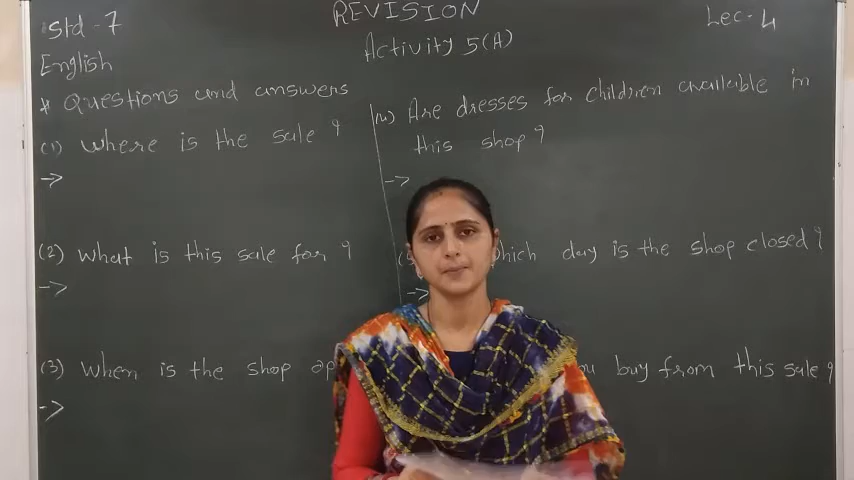 Std - 7
REVISION
Lec - 4
English
Activity 5(A)
* Questions and answers
(1) Where is the sale ?
->
(2) What is this sale for ?
->
(3) When is the shop
->
(4) Are dresses for children available in
this shop ?
->
day is the shop closed ?
->
buy from this sale ?